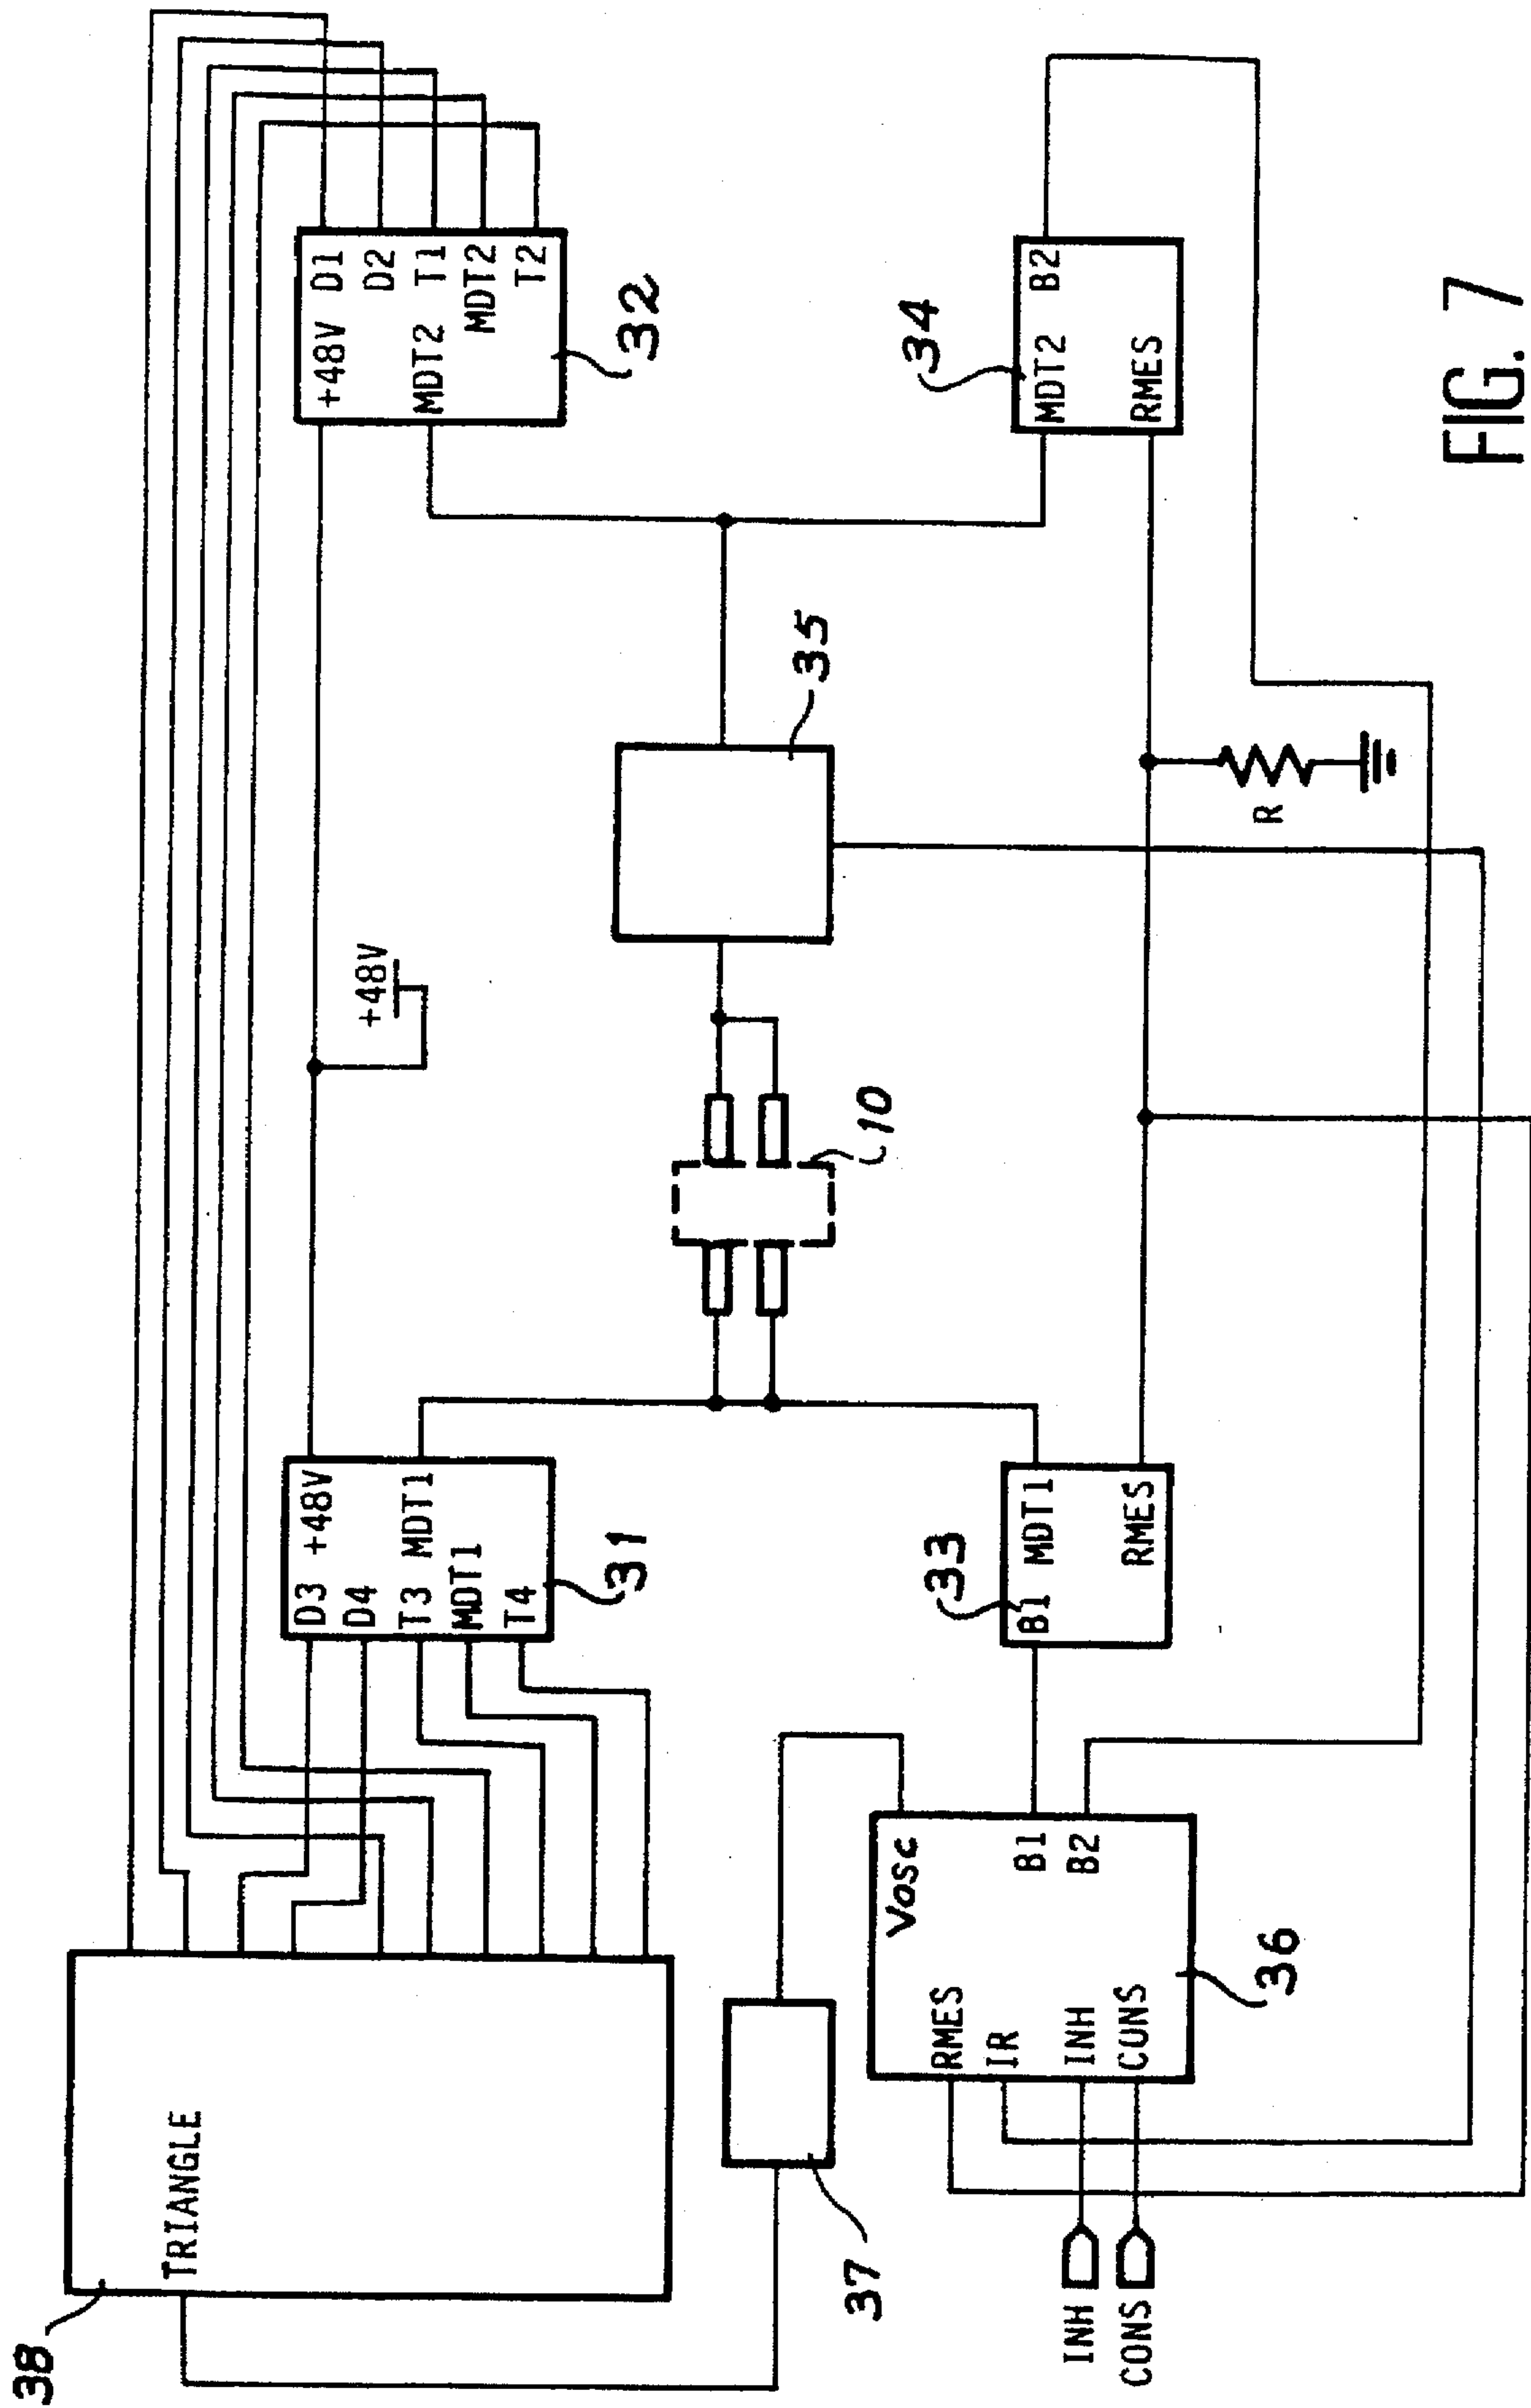 38
TRIANGLE
D3 +48V
D4
T3 MDT1
MDT1
T4
31
+48V
+48V D1
D2
MDT2 T1
MDT2
T2
32
10
35
37
Vosc
RMES
IR
B1
INH
B2
CONS
36
INH
CONS
33
B1 MDT1
RMES
34
MDT2 B2
RMES
R
FIG. 7